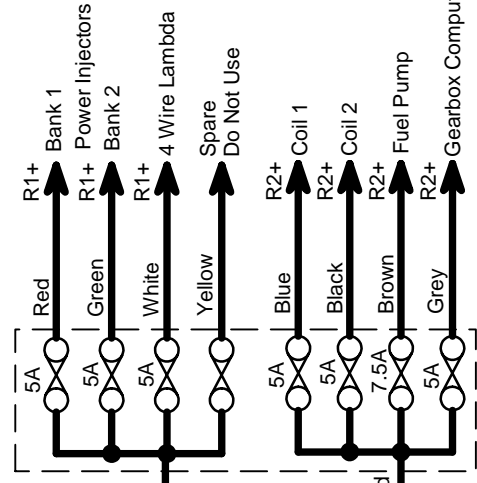 Bank 1
Power Injectors
Bank 2
4 Wire Lambda
Spare
Do Not Use
Coil 1
Coil 2
Fuel Pump
Gearbox
R1+
R1+
R1+
R2+
R2+
R2+
R2+
Red
Green
White
Yellow
Blue
Black
Brown
Grey
5A
5A
5A
5A
5A
7.5A
5A